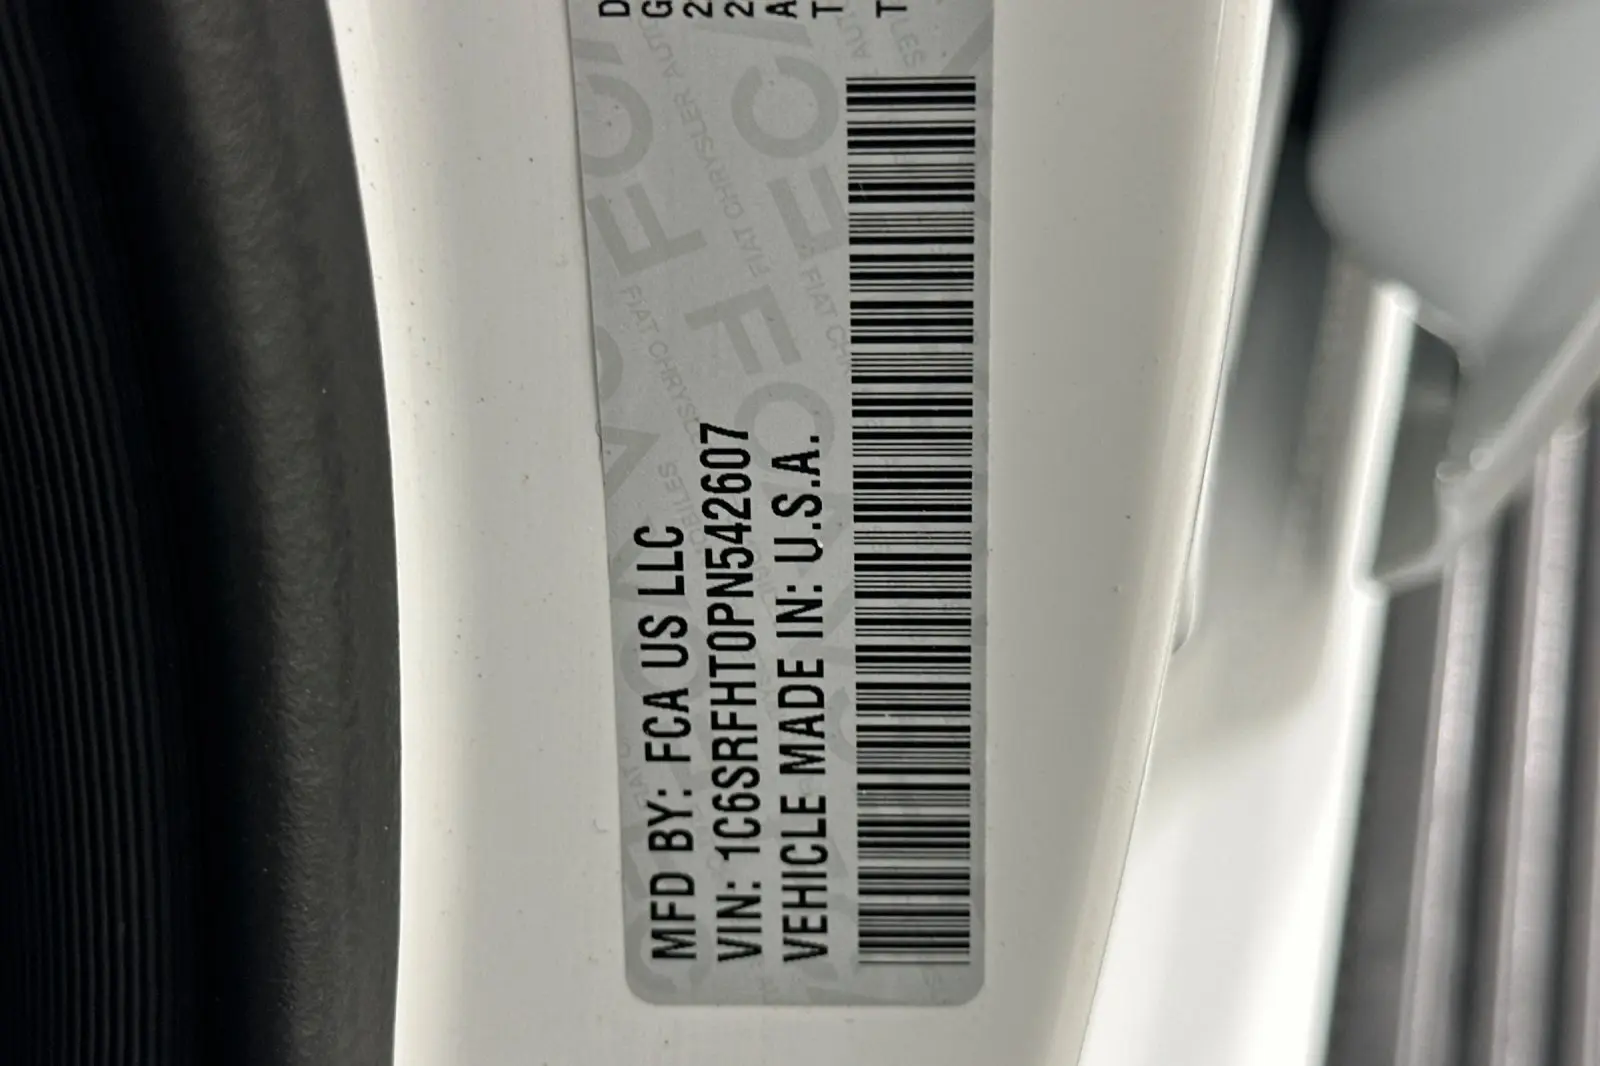 MFD BY: FCA US LLC
VIN: 1C6SRFHT0PN542607
VEHICLE MADE IN: U.S.A.